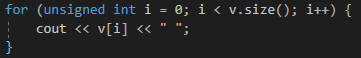 for (unsigned int i = 0; i < v.size(); i++) {
    cout << v[i] << " ";
}